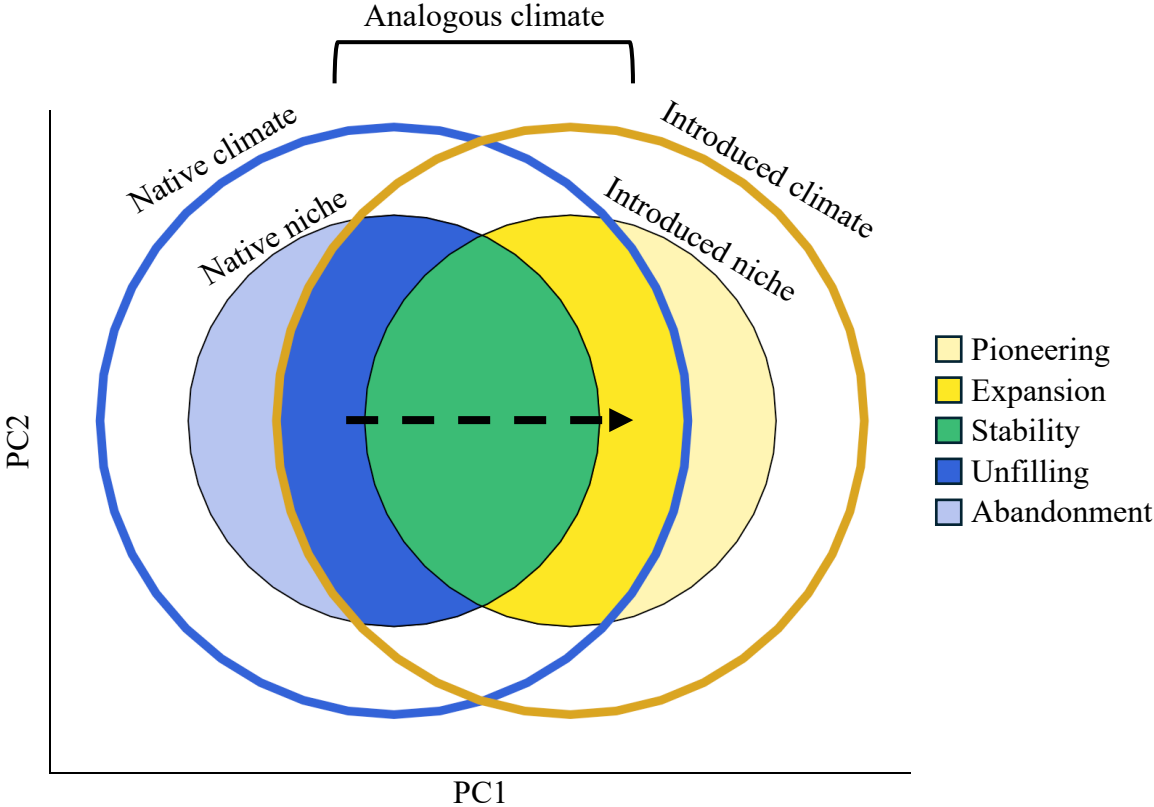 Analogous climate
Native climate
Introduced climate
Native niche
Introduced niche
Pioneering
Expansion
Stability
Unfilling
Abandonment
PC2
PC1